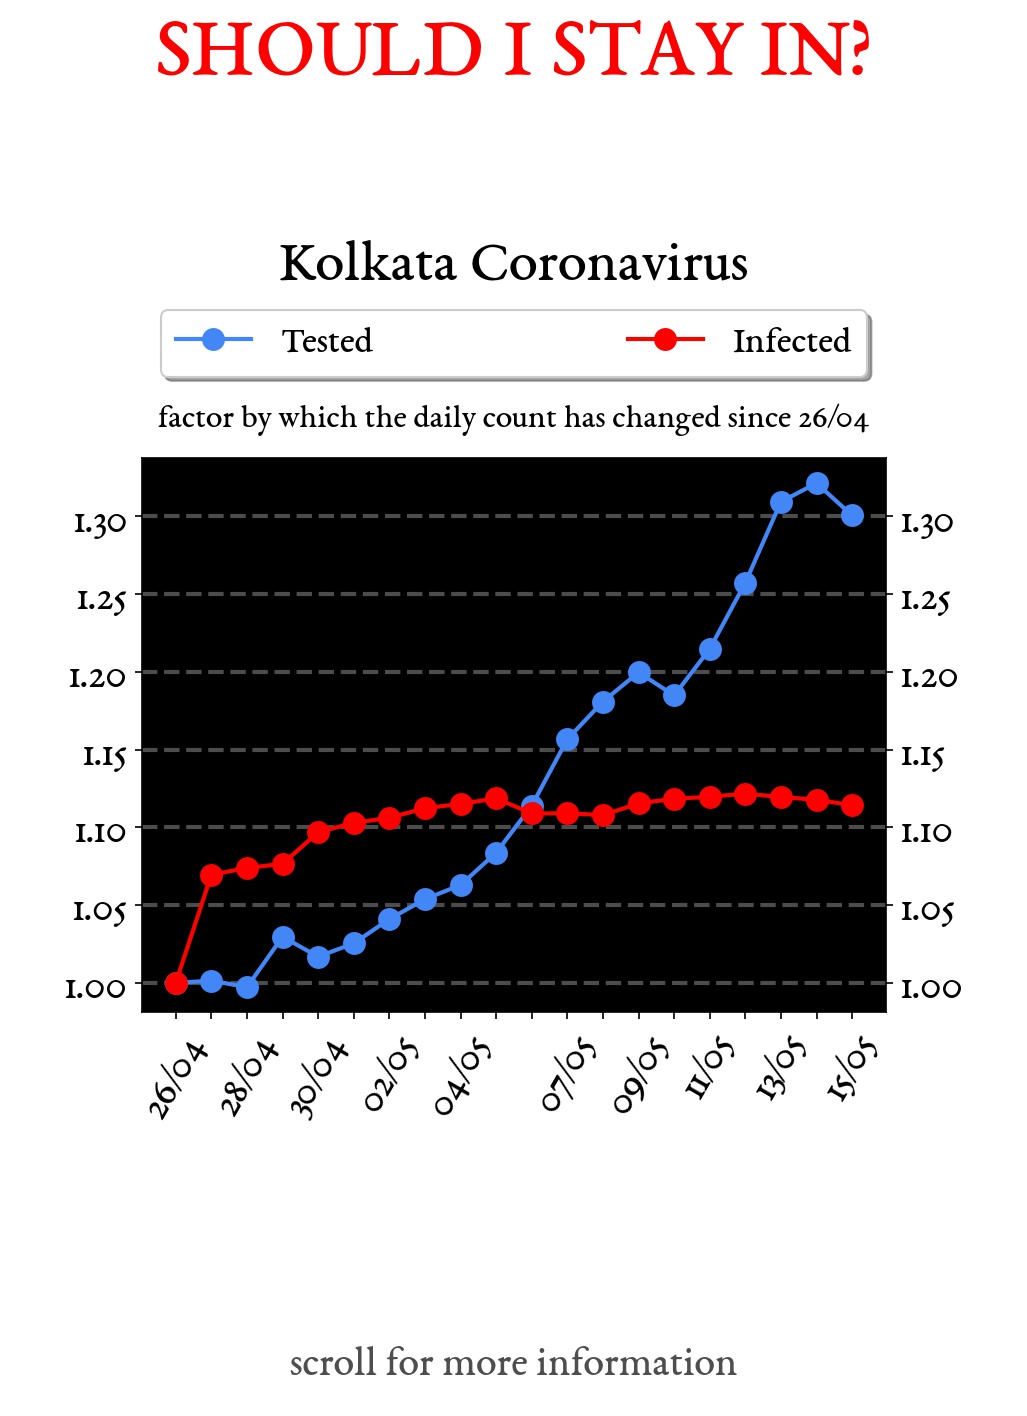 SHOULD I STAY IN?
Kolkata Coronavirus
Tested Infected
factor by which the daily count has changed since 26/04
1.30 1.30
1.25 1.25
1.20 1.20
1.15 1.15
1.10 1.10
1.05 1.05
1.00 1.00
26/04 28/04 30/04 02/05 04/05 07/05 09/05 11/05 13/05 15/05
scroll for more information